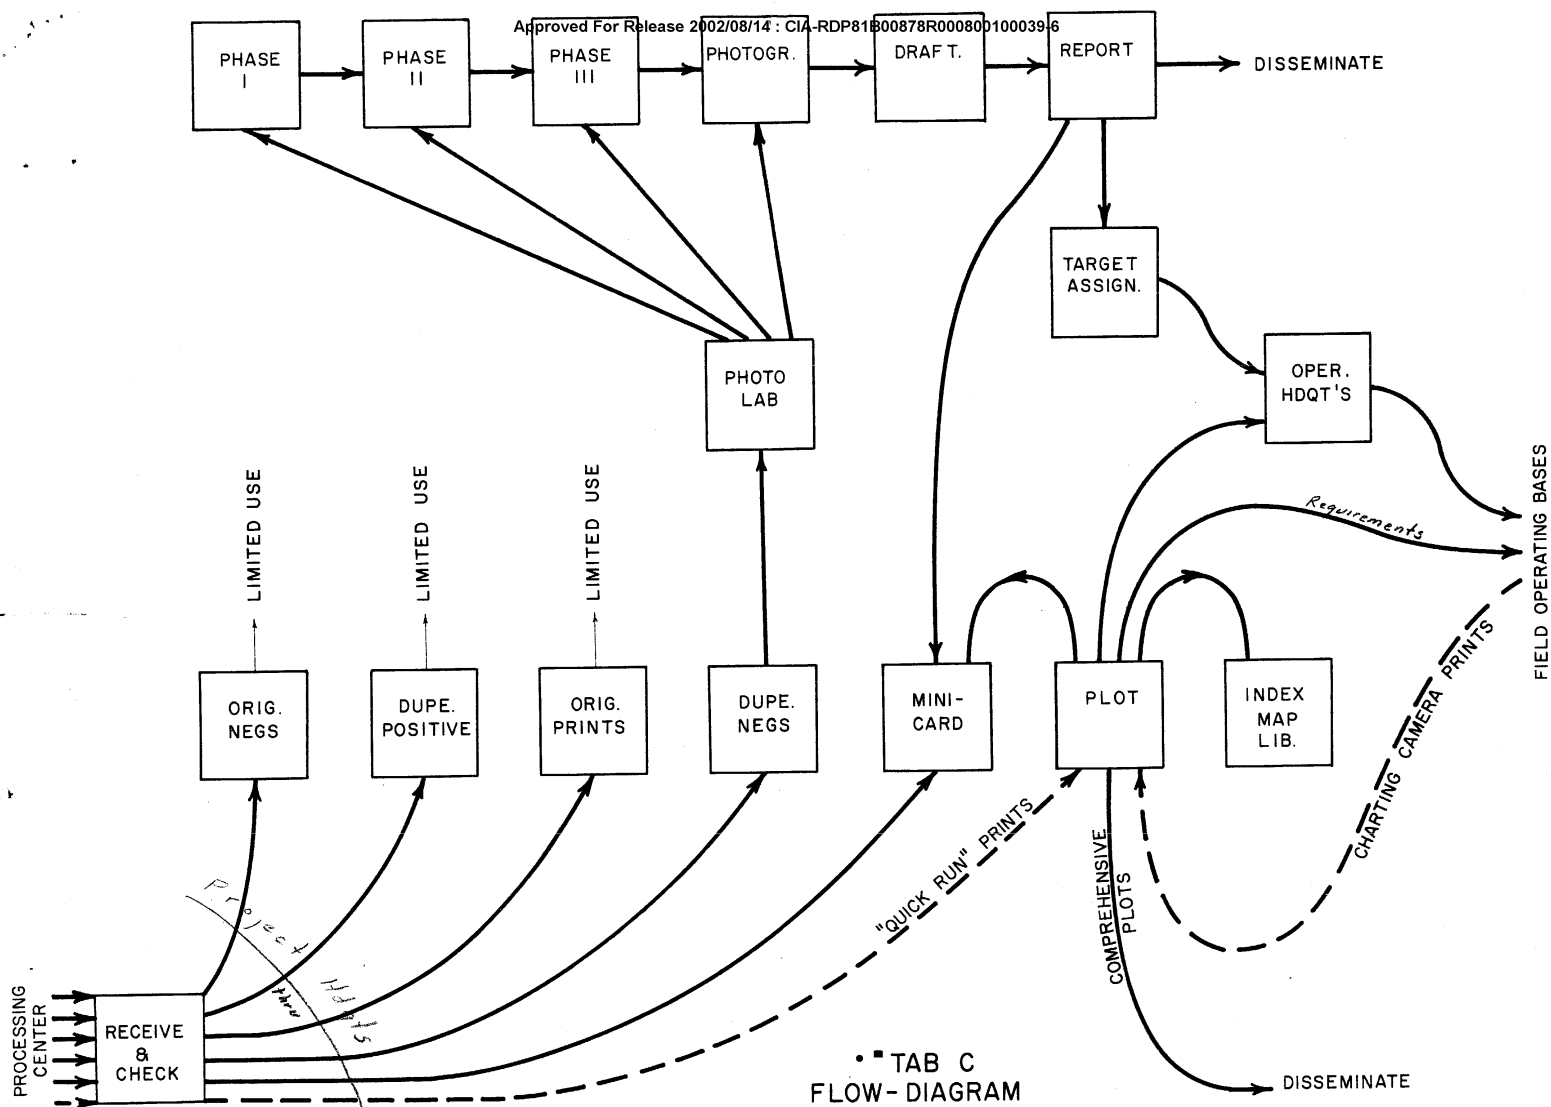 Approved For Release 2002/08/14 : CIA-RDP81B00878R000800100039-6
PHASE
I
PHASE
II
PHASE
III
PHOTOGR.
DRAFT.
REPORT
DISSEMINATE
TARGET
ASSIGN.
OPER.
HDQT'S
PHOTO
LAB
LIMITED USE
LIMITED USE
LIMITED USE
Requirements
FIELD OPERATING BASES
ORIG.
NEGS
DUPE.
POSITIVE
ORIG.
PRINTS
DUPE.
NEGS
MINI-
CARD
PLOT
INDEX
MAP
LIB.
CHARTING CAMERA PRINTS
"QUICK RUN" PRINTS
COMPREHENSIVE
PLOTS
Project Hdqts
thru
PROCESSING
CENTER
RECEIVE
&
CHECK
DISSEMINATE
TAB C
FLOW-DIAGRAM